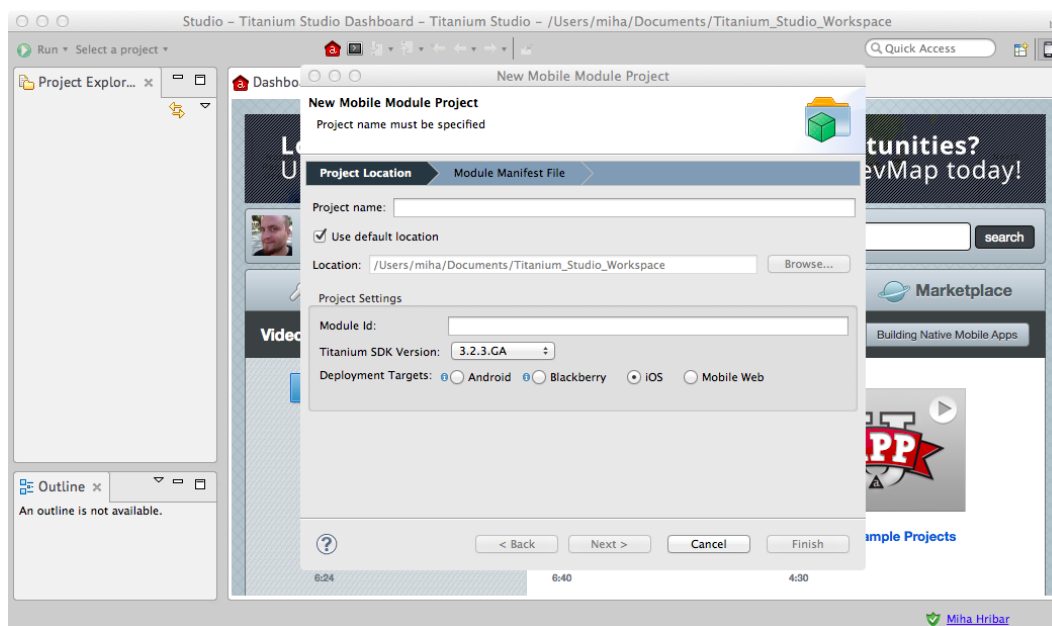 Studio – Titanium Studio Dashboard – Titanium Studio – /Users/miha/Documents/Titanium_Studio_Workspace
Run Select a project
Quick Access
Project Explor...
Dashbo
New Mobile Module Project
New Mobile Module Project
Project name must be specified
Project Location
Module Manifest File
Project name:
Use default location
Location: /Users/miha/Documents/Titanium_Studio_Workspace
Browse...
Project Settings
Module Id:
Titanium SDK Version: 3.2.3.GA
Deployment Targets: Android Blackberry iOS Mobile Web
< Back
Next >
Cancel
Finish
L
U
tunities?
evMap today!
search
Marketplace
Videc
Building Native Mobile Apps
PP
a
ample Projects
6:24
6:40
4:30
Outline
An outline is not available.
Miha Hribar